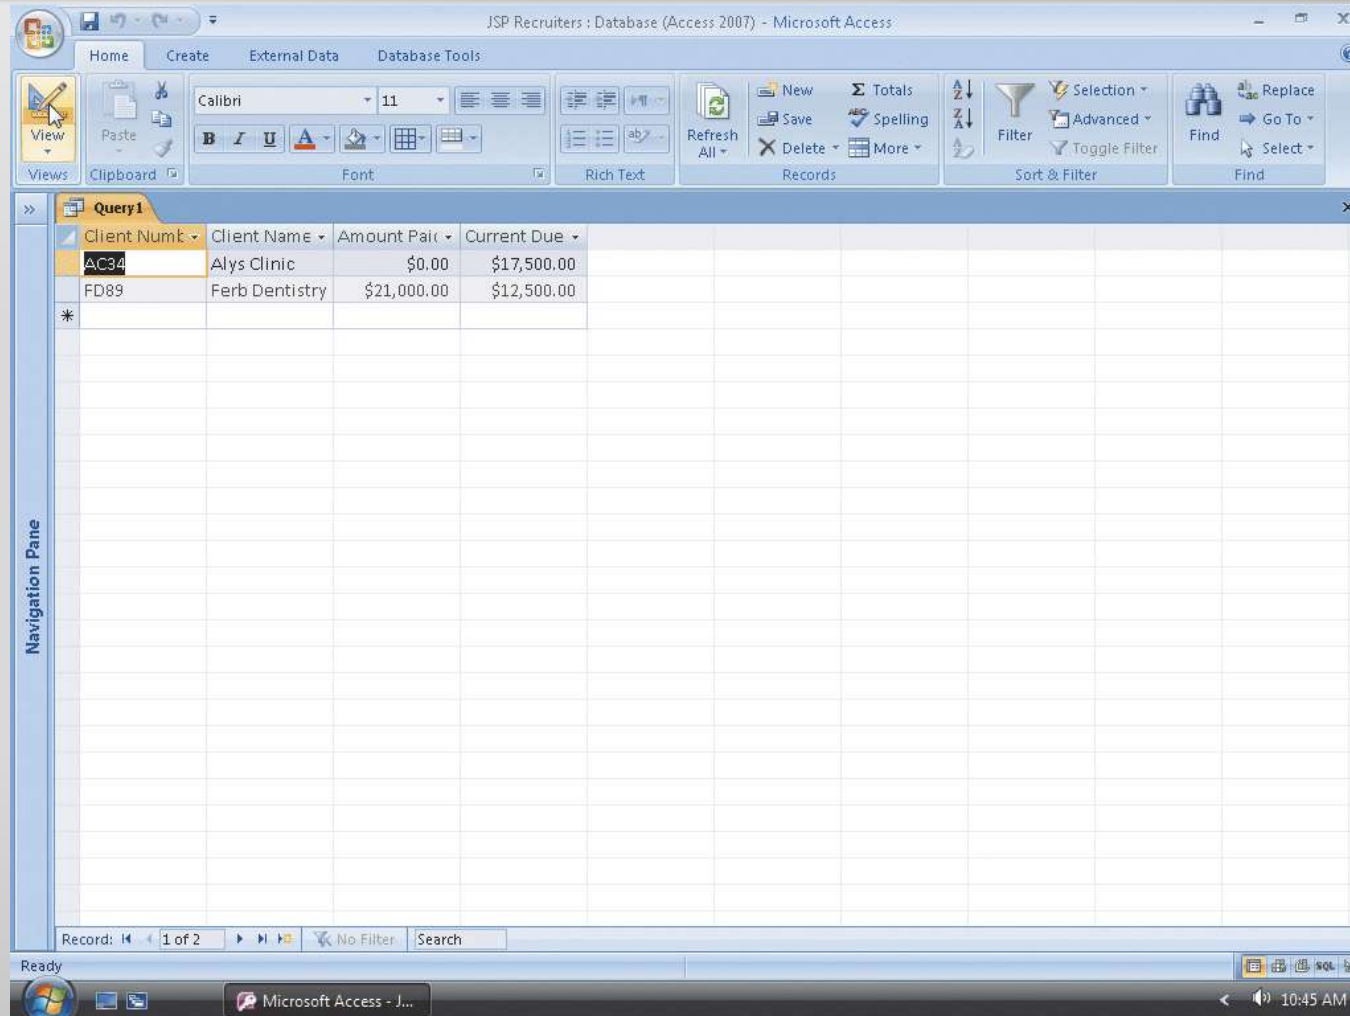 JSP Recruiters : Database (Access 2007) - Microsoft Access
Home Create External Data Database Tools
View
Views
Paste
Clipboard
Calibri 11
B I U A
Font
Rich Text
Refresh
All
New
Save
Delete
Σ Totals
Spelling
More
Records
Filter
Selection
Advanced
Toggle Filter
Sort & Filter
Find
Replace
Go To
Select
Find
Query1
Client Numb Client Name Amount Paid Current Due
AC34 Alys Clinic $0.00 $17,500.00
FD89 Ferb Dentistry $21,000.00 $12,500.00
Navigation Pane
Record: 1 of 2 No Filter Search
Ready
SQL
Microsoft Access - J...
10:45 AM